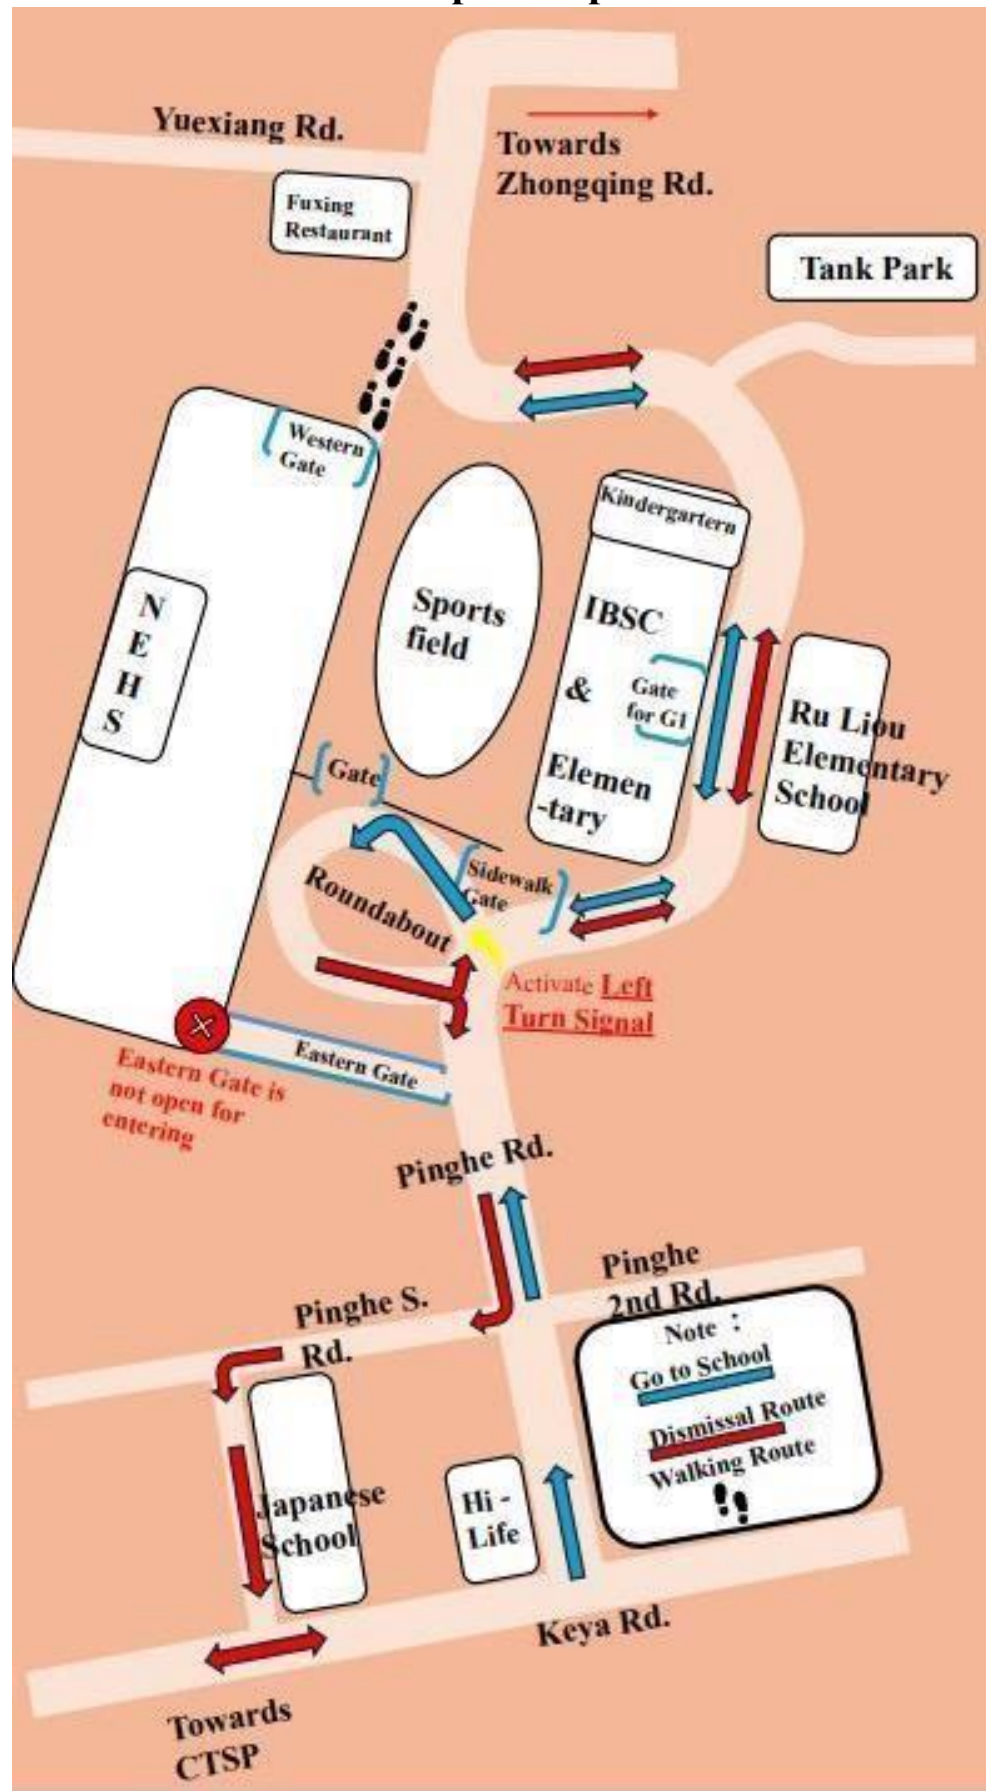 Yuexiang Rd.
Towards
Zhongqing Rd.
Fuxing
Restaurant
Tank Park
Western
Gate
Kindergartern
N
E
H
S
Sports
field
IBSC
&
Elemen
-tary
Gate
for G1
Ru Liou
Elementary
School
Gate
Sidewalk
Gate
Roundabout
Activate Left
Turn Signal
Eastern Gate
Eastern Gate is
not open for
entering
Pinghe Rd.
Pinghe
2nd Rd.
Pinghe S.
Rd.
Note :
Go to School
Dismissal Route
Walking Route
Japanese
School
Hi -
Life
Keya Rd.
Towards
CTSP